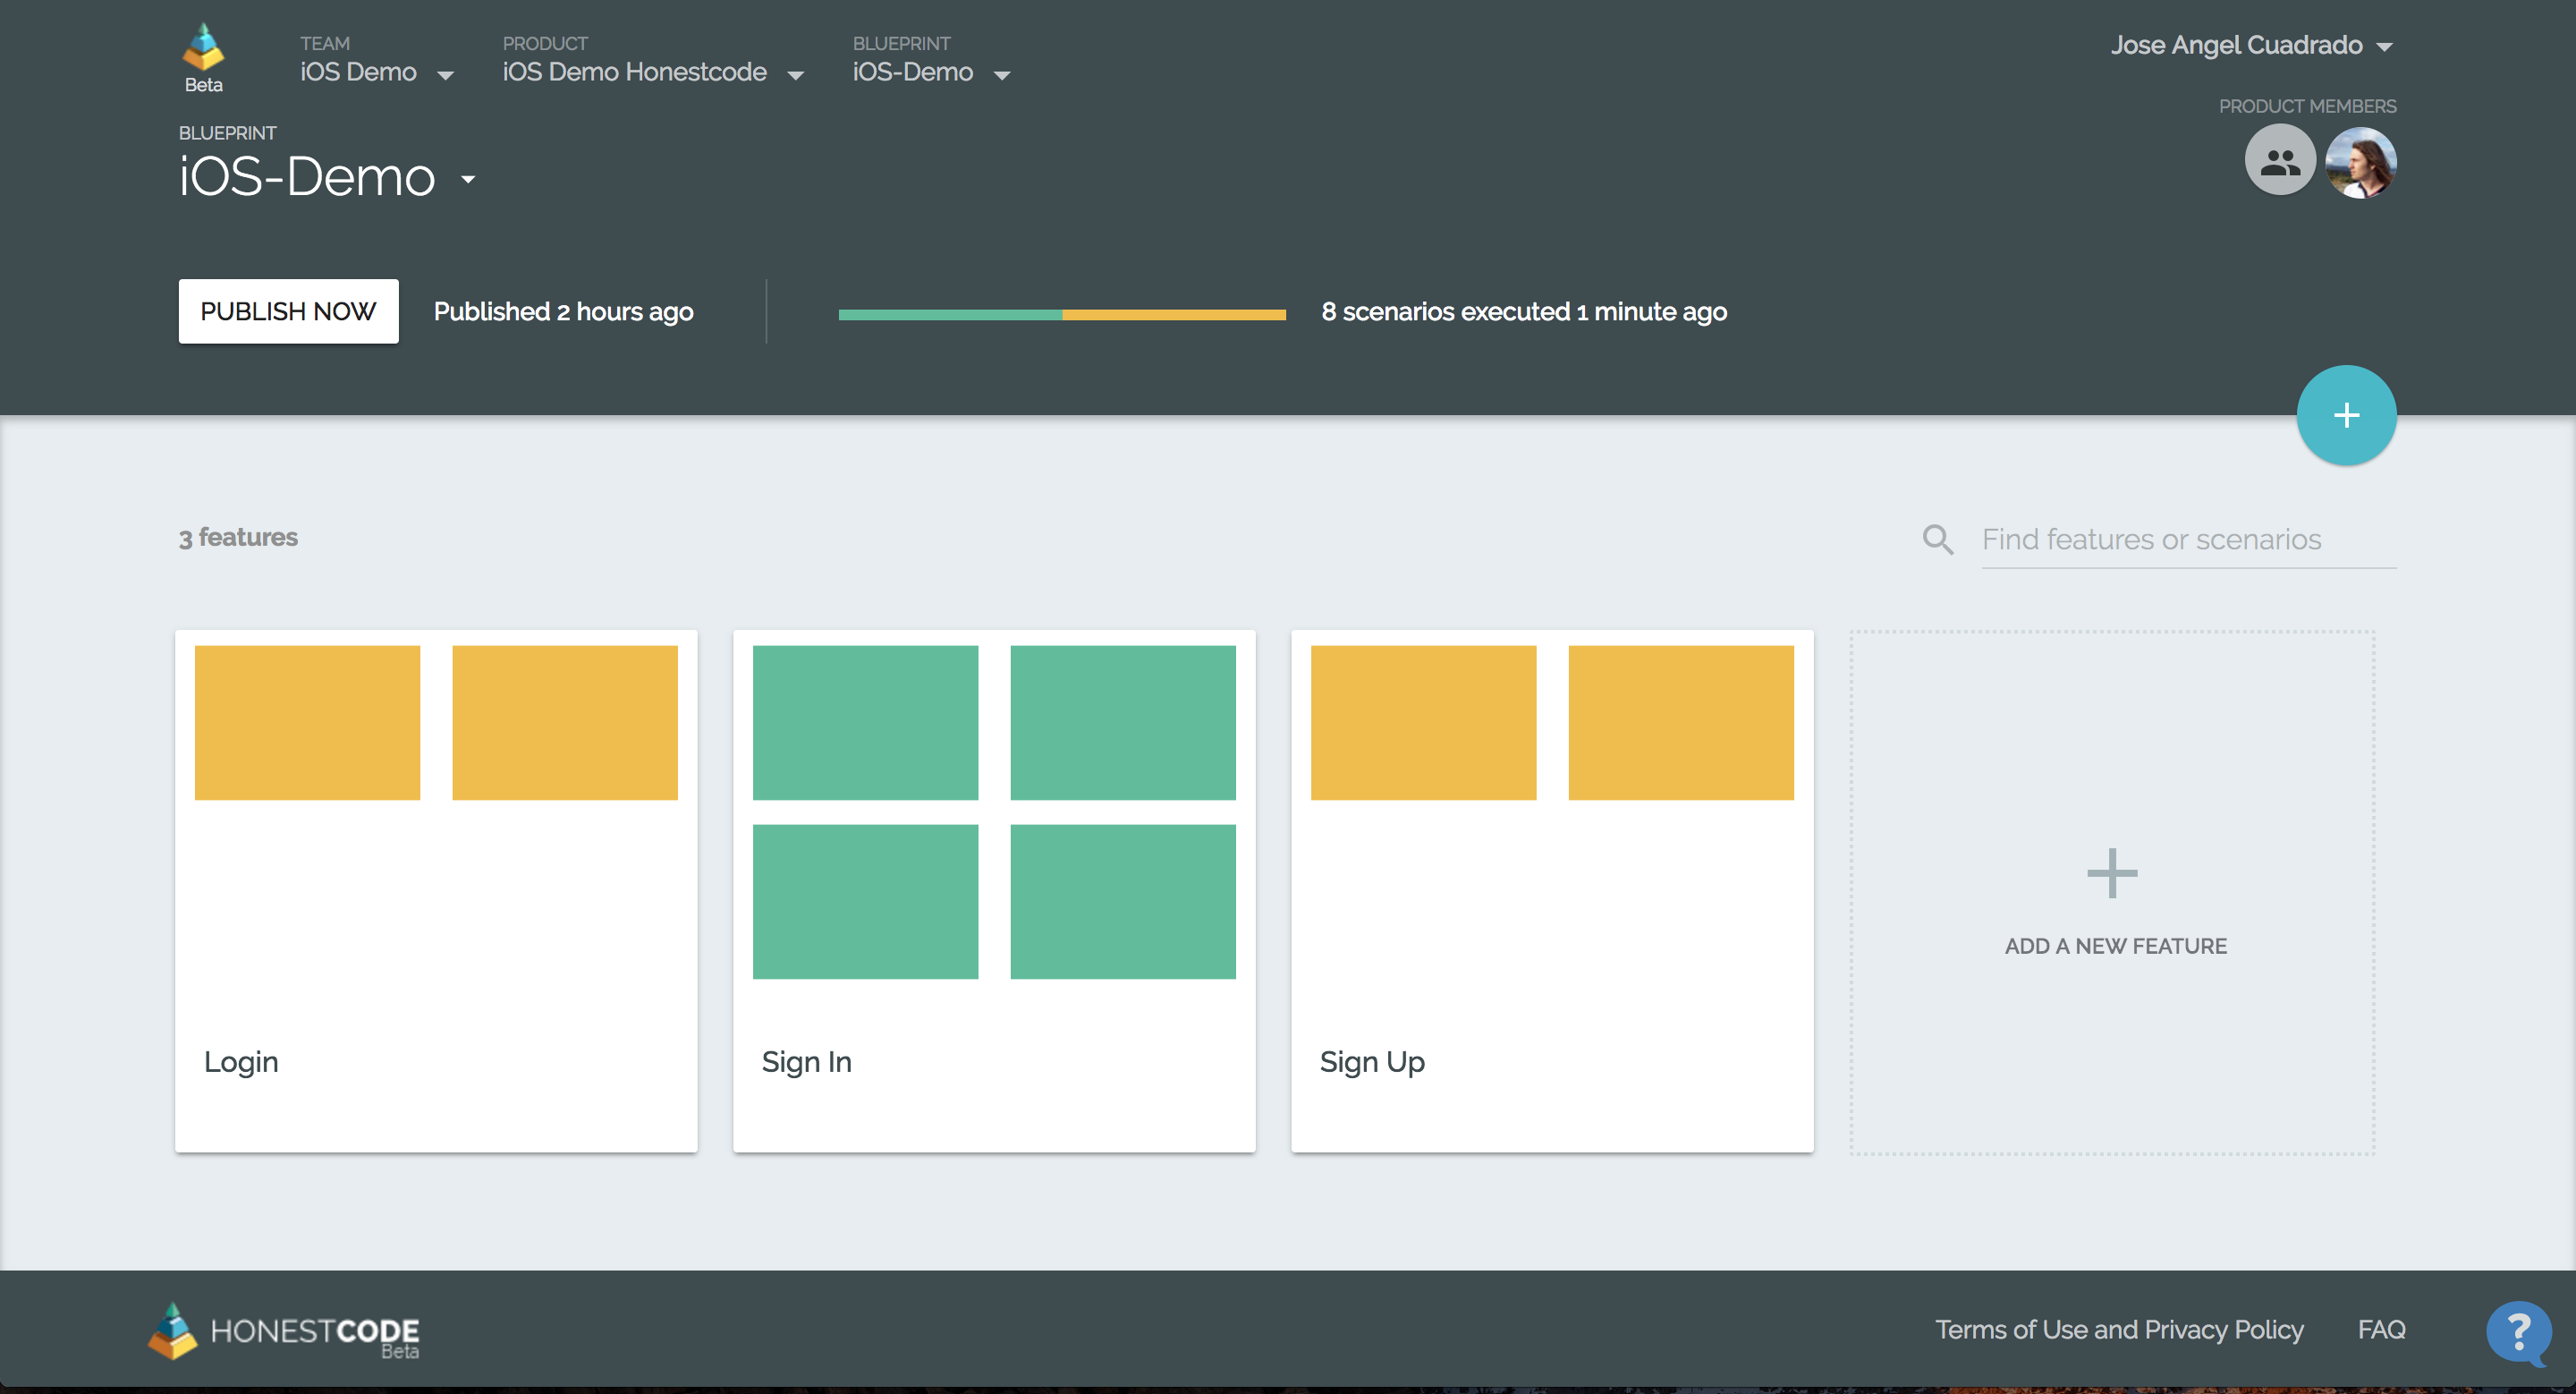 Beta
TEAM
iOS Demo
PRODUCT
iOS Demo Honestcode
BLUEPRINT
iOS-Demo
Jose Angel Cuadrado
BLUEPRINT
iOS-Demo
PRODUCT MEMBERS
PUBLISH NOW
Published 2 hours ago
8 scenarios executed 1 minute ago
+
3 features
Find features or scenarios
Login
Sign In
Sign Up
+
ADD A NEW FEATURE
HONESTCODE
Beta
Terms of Use and Privacy Policy
FAQ
?